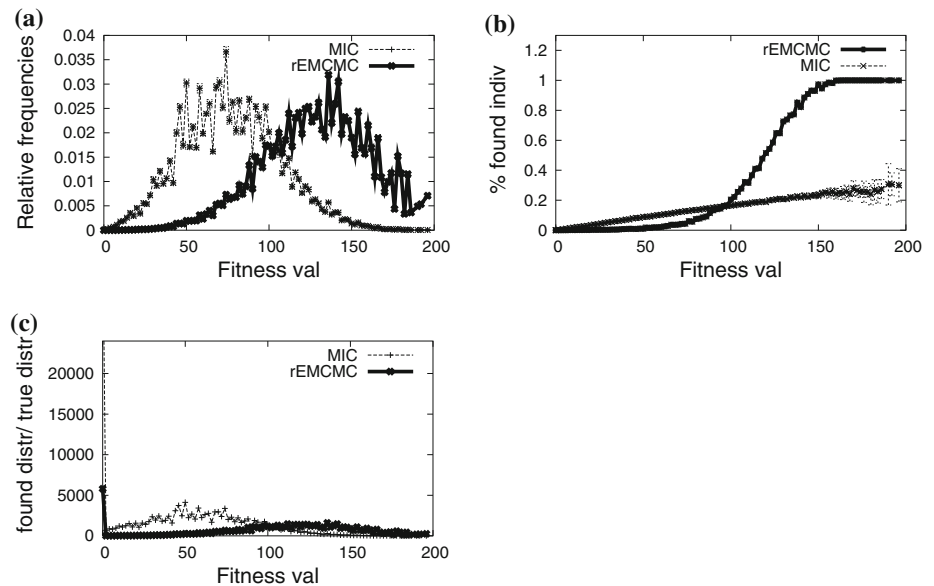 (a)
Relative frequencies
0.04
0.035
0.03
0.025
0.02
0.015
0.01
0.005
0
MIC
rEMCMC
0 50 100 150 200
Fitness val
(b)
% found indiv
1.2
1
0.8
0.6
0.4
0.2
0
rEMCMC
MIC
0 50 100 150 200
Fitness val
(c)
found distr/ true distr
20000
15000
10000
5000
0
MIC
rEMCMC
0 50 100 150 200
Fitness val